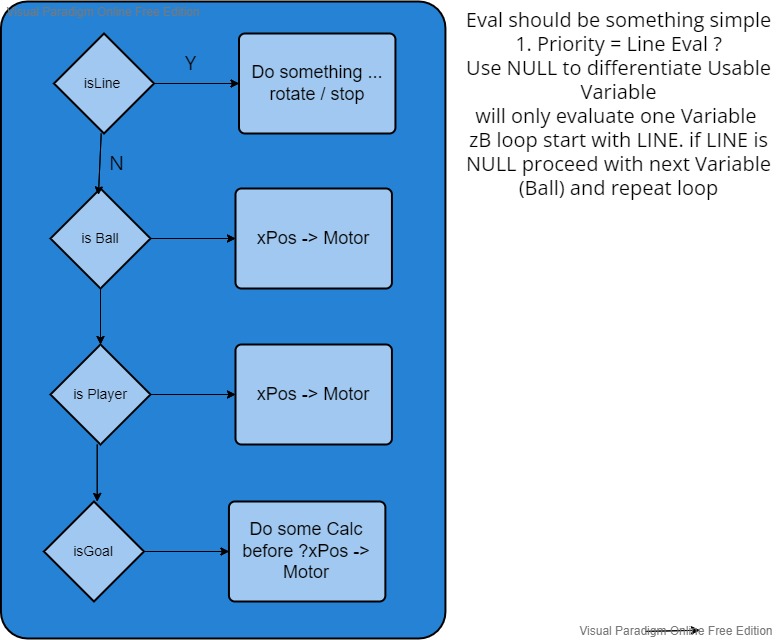 Visual Paradigm Online Free Edition
isLine
Y
Do something ...
rotate / stop
N
is Ball
xPos -> Motor
is Player
xPos -> Motor
isGoal
Do some Calc
before ?xPos ->
Motor
Eval should be something simple
1. Priority = Line Eval ?
Use NULL to differentiate Usable
Variable
will only evaluate one Variable
zB loop start with LINE. if LINE is
NULL proceed with next Variable
(Ball) and repeat loop
Visual Paradigm Online Free Edition